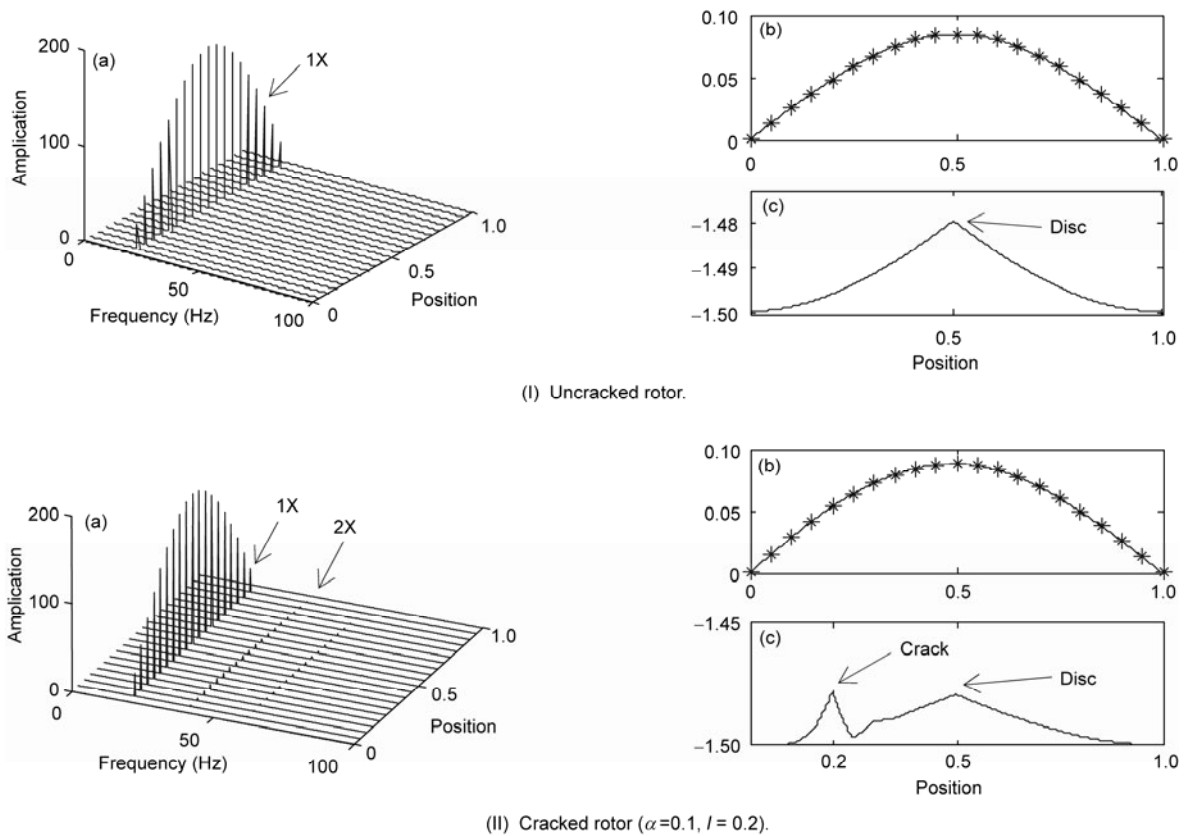 (a)
200
100
0
Amplication
1X
0
50
100
Frequency (Hz)
0
0.5
1.0
Position
(b)
0.10
0.05
0
0
0.5
1.0
(c)
−1.48
−1.49
−1.50
Disc
0.5
1.0
Position
(I) Uncracked rotor.
(a)
200
100
0
Amplication
1X
2X
0
50
100
Frequency (Hz)
0
0.5
1.0
Position
(b)
0.10
0.05
0
0
0.5
1.0
(c)
−1.45
−1.50
Crack
Disc
0.2
0.5
1.0
Position
(II) Cracked rotor (α=0.1, l = 0.2).